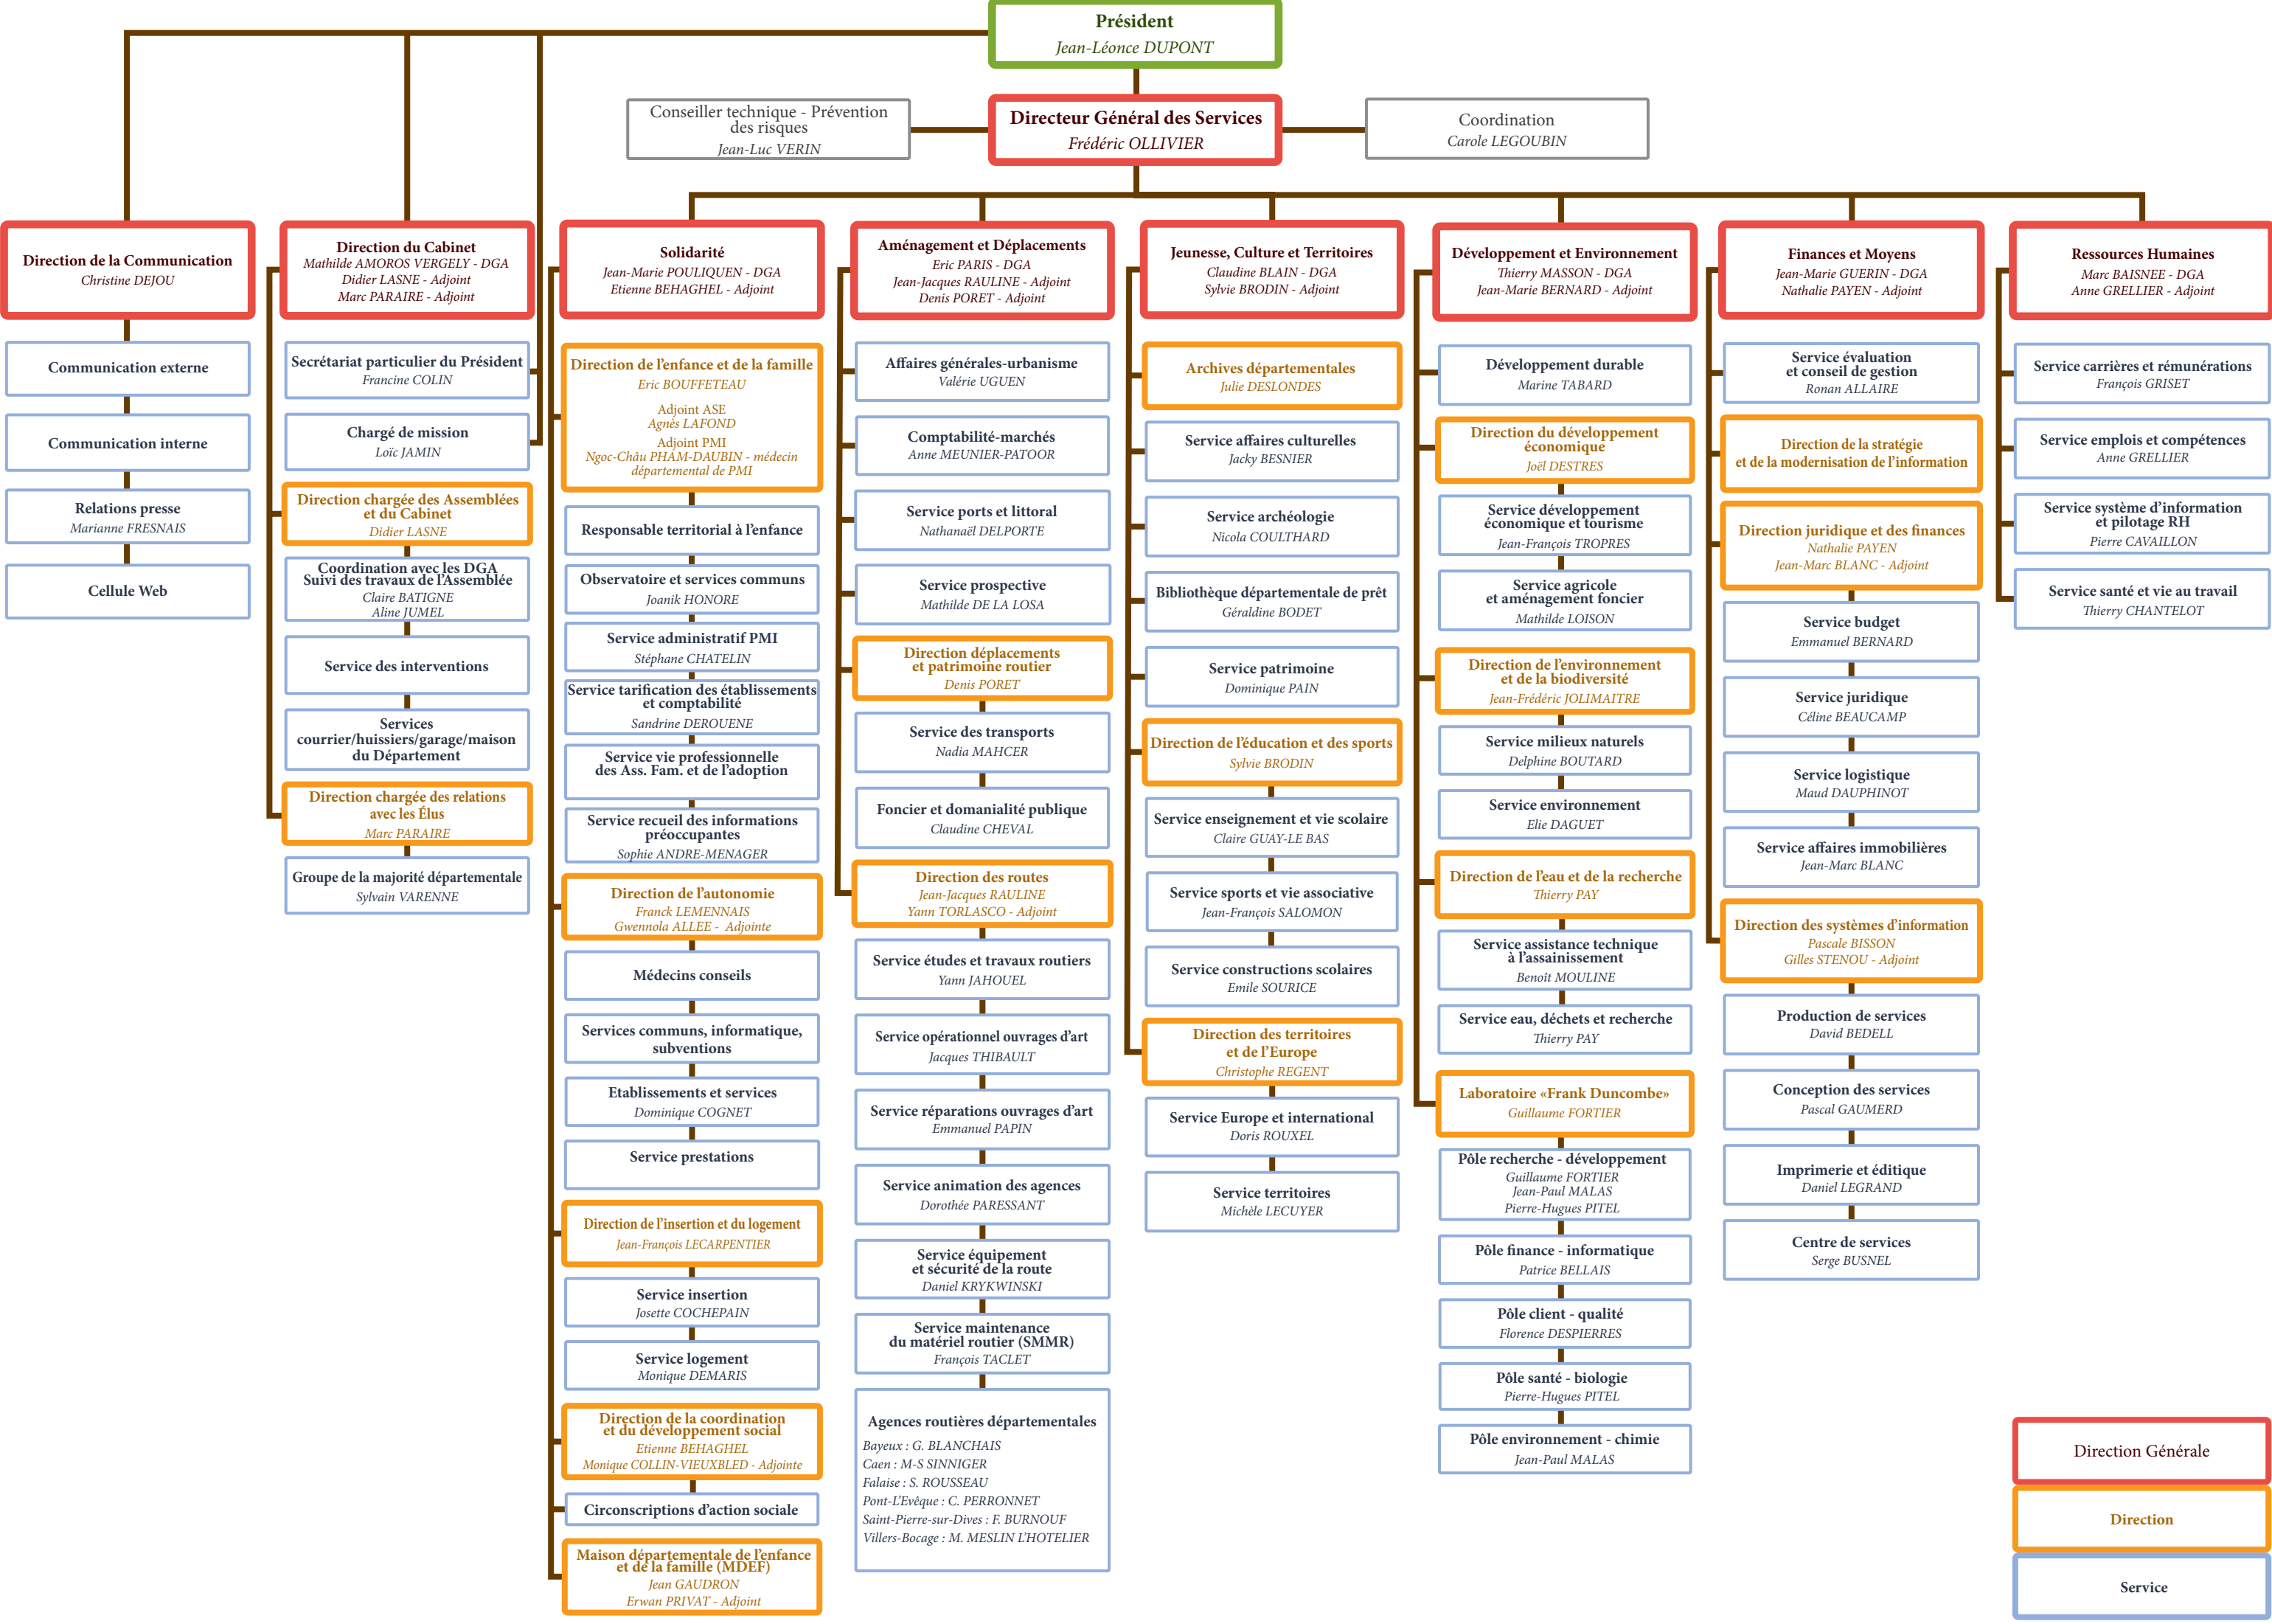 Président
Jean-Léonce DUPONT
Conseiller technique - Prévention
des risques
Jean-Luc VERIN
Directeur Général des Services
Frédéric OLLIVIER
Coordination
Carole LEGOUBIN
Direction de la Communication
Christine DEJOU
Communication externe
Communication interne
Relations presse
Marianne FRESNAIS
Cellule Web
Direction du Cabinet
Mathilde AMOROS VERGELY - DGA
Didier LASNE - Adjoint
Marc PARAIRE - Adjoint
Secrétariat particulier du Président
Francine COLIN
Chargé de mission
Loïc JAMIN
Direction chargée des Assemblées
et du Cabinet
Didier LASNE
Coordination avec les DGA
Suivi des travaux de l'Assemblée
Claire BATIGNE
Aline JUMEL
Service des interventions
Services
courrier/huissiers/garage/maison
du Département
Direction chargée des relations
avec les Élus
Marc PARAIRE
Groupe de la majorité départementale
Sylvain VARENNE
Solidarité
Jean-Marie POULIQUEN - DGA
Etienne BEHAGHEL - Adjoint
Direction de l'enfance et de la famille
Eric BOUFFETEAU
Adjoint ASE
Agnès LAFOND
Adjoint PMI
Ngoc-Châu PHAM-DAUBIN - médecin
départemental de PMI
Responsable territorial à l'enfance
Observatoire et services communs
Joanik HONORE
Service administratif PMI
Stéphane CHATELIN
Service tarification des établissements
et comptabilité
Sandrine DEROUENE
Service vie professionnelle
des Ass. Fam. et de l'adoption
Service recueil des informations
préoccupantes
Sophie ANDRE-MENAGER
Direction de l'autonomie
Franck LEMENNAIS
Gwennola ALLEE - Adjointe
Médecins conseils
Services communs, informatique,
subventions
Etablissements et services
Dominique COGNET
Service prestations
Direction de l'insertion et du logement
Jean-François LECARPENTIER
Service insertion
Josette COCHEPAIN
Service logement
Monique DEMARIS
Direction de la coordination
et du développement social
Etienne BEHAGHEL
Monique COLLIN-VIEUXBLED - Adjointe
Circonscriptions d'action sociale
Maison départementale de l'enfance
et de la famille (MDEF)
Jean GAUDRON
Erwan PRIVAT - Adjoint
Aménagement et Déplacements
Eric PARIS - DGA
Jean-Jacques RAULINE - Adjoint
Denis PORET - Adjoint
Affaires générales-urbanisme
Valérie UGUEN
Comptabilité-marchés
Anne MEUNIER-PATOOR
Service ports et littoral
Nathanaël DELPORTE
Service prospective
Mathilde DE LA LOSA
Direction déplacements
et patrimoine routier
Denis PORET
Service des transports
Nadia MAHCER
Foncier et domanialité publique
Claudine CHEVAL
Direction des routes
Jean-Jacques RAULINE
Yann TORLASCO - Adjoint
Service études et travaux routiers
Yann JAHOUEL
Service opérationnel ouvrages d'art
Jacques THIBAULT
Service réparations ouvrages d'art
Emmanuel PAPIN
Service animation des agences
Dorothée PARESSANT
Service équipement
et sécurité de la route
Daniel KRYKWINSKI
Service maintenance
du matériel routier (SMMR)
François TACLET
Agences routières départementales
Bayeux : G. BLANCHAIS
Caen : M-S SINNIGER
Falaise : S. ROUSSEAU
Pont-L'Evêque : C. PERRONNET
Saint-Pierre-sur-Dives : F. BURNOUF
Villers-Bocage : M. MESLIN L'HOTELIER
Jeunesse, Culture et Territoires
Claudine BLAIN - DGA
Sylvie BRODIN - Adjoint
Archives départementales
Julie DESLONDES
Service affaires culturelles
Jacky BESNIER
Service archéologie
Nicola COULTHARD
Bibliothèque départementale de prêt
Géraldine BODET
Service patrimoine
Dominique PAIN
Direction de l'éducation et des sports
Sylvie BRODIN
Service enseignement et vie scolaire
Claire GUAY-LE BAS
Service sports et vie associative
Jean-François SALOMON
Service constructions scolaires
Emile SOURICE
Direction des territoires
et de l'Europe
Christophe REGENT
Service Europe et international
Doris ROUXEL
Service territoires
Michèle LECUYER
Développement et Environnement
Thierry MASSON - DGA
Jean-Marie BERNARD - Adjoint
Développement durable
Marine TABARD
Direction du développement
économique
Joël DESTRES
Service développement
économique et tourisme
Jean-François TROPRES
Service agricole
et aménagement foncier
Mathilde LOISON
Direction de l'environnement
et de la biodiversité
Jean-Frédéric JOLIMAITRE
Service milieux naturels
Delphine BOUTARD
Service environnement
Elie DAGUET
Direction de l'eau et de la recherche
Thierry PAY
Service assistance technique
à l'assainissement
Benoît MOULINE
Service eau, déchets et recherche
Thierry PAY
Laboratoire «Frank Duncombe»
Guillaume FORTIER
Pôle recherche - développement
Guillaume FORTIER
Jean-Paul MALAS
Pierre-Hugues PITEL
Pôle finance - informatique
Patrice BELLAIS
Pôle client - qualité
Florence DESPIERRES
Pôle santé - biologie
Pierre-Hugues PITEL
Pôle environnement - chimie
Jean-Paul MALAS
Finances et Moyens
Jean-Marie GUERIN - DGA
Nathalie PAYEN - Adjoint
Service évaluation
et conseil de gestion
Ronan ALLAIRE
Direction de la stratégie
et de la modernisation de l'information
Direction juridique et des finances
Nathalie PAYEN
Jean-Marc BLANC - Adjoint
Service budget
Emmanuel BERNARD
Service juridique
Céline BEAUCAMP
Service logistique
Maud DAUPHINOT
Service affaires immobilières
Jean-Marc BLANC
Direction des systèmes d'information
Pascale BISSON
Gilles STENOU - Adjoint
Production de services
David BEDELL
Conception des services
Pascal GAUMERD
Imprimerie et éditique
Daniel LEGRAND
Centre de services
Serge BUSNEL
Ressources Humaines
Marc BAISNEE - DGA
Anne GRELLIER - Adjoint
Service carrières et rémunérations
François GRISET
Service emplois et compétences
Anne GRELLIER
Service système d'information
et pilotage RH
Pierre CAVAILLON
Service santé et vie au travail
Thierry CHANTELOT
Direction Générale
Direction
Service